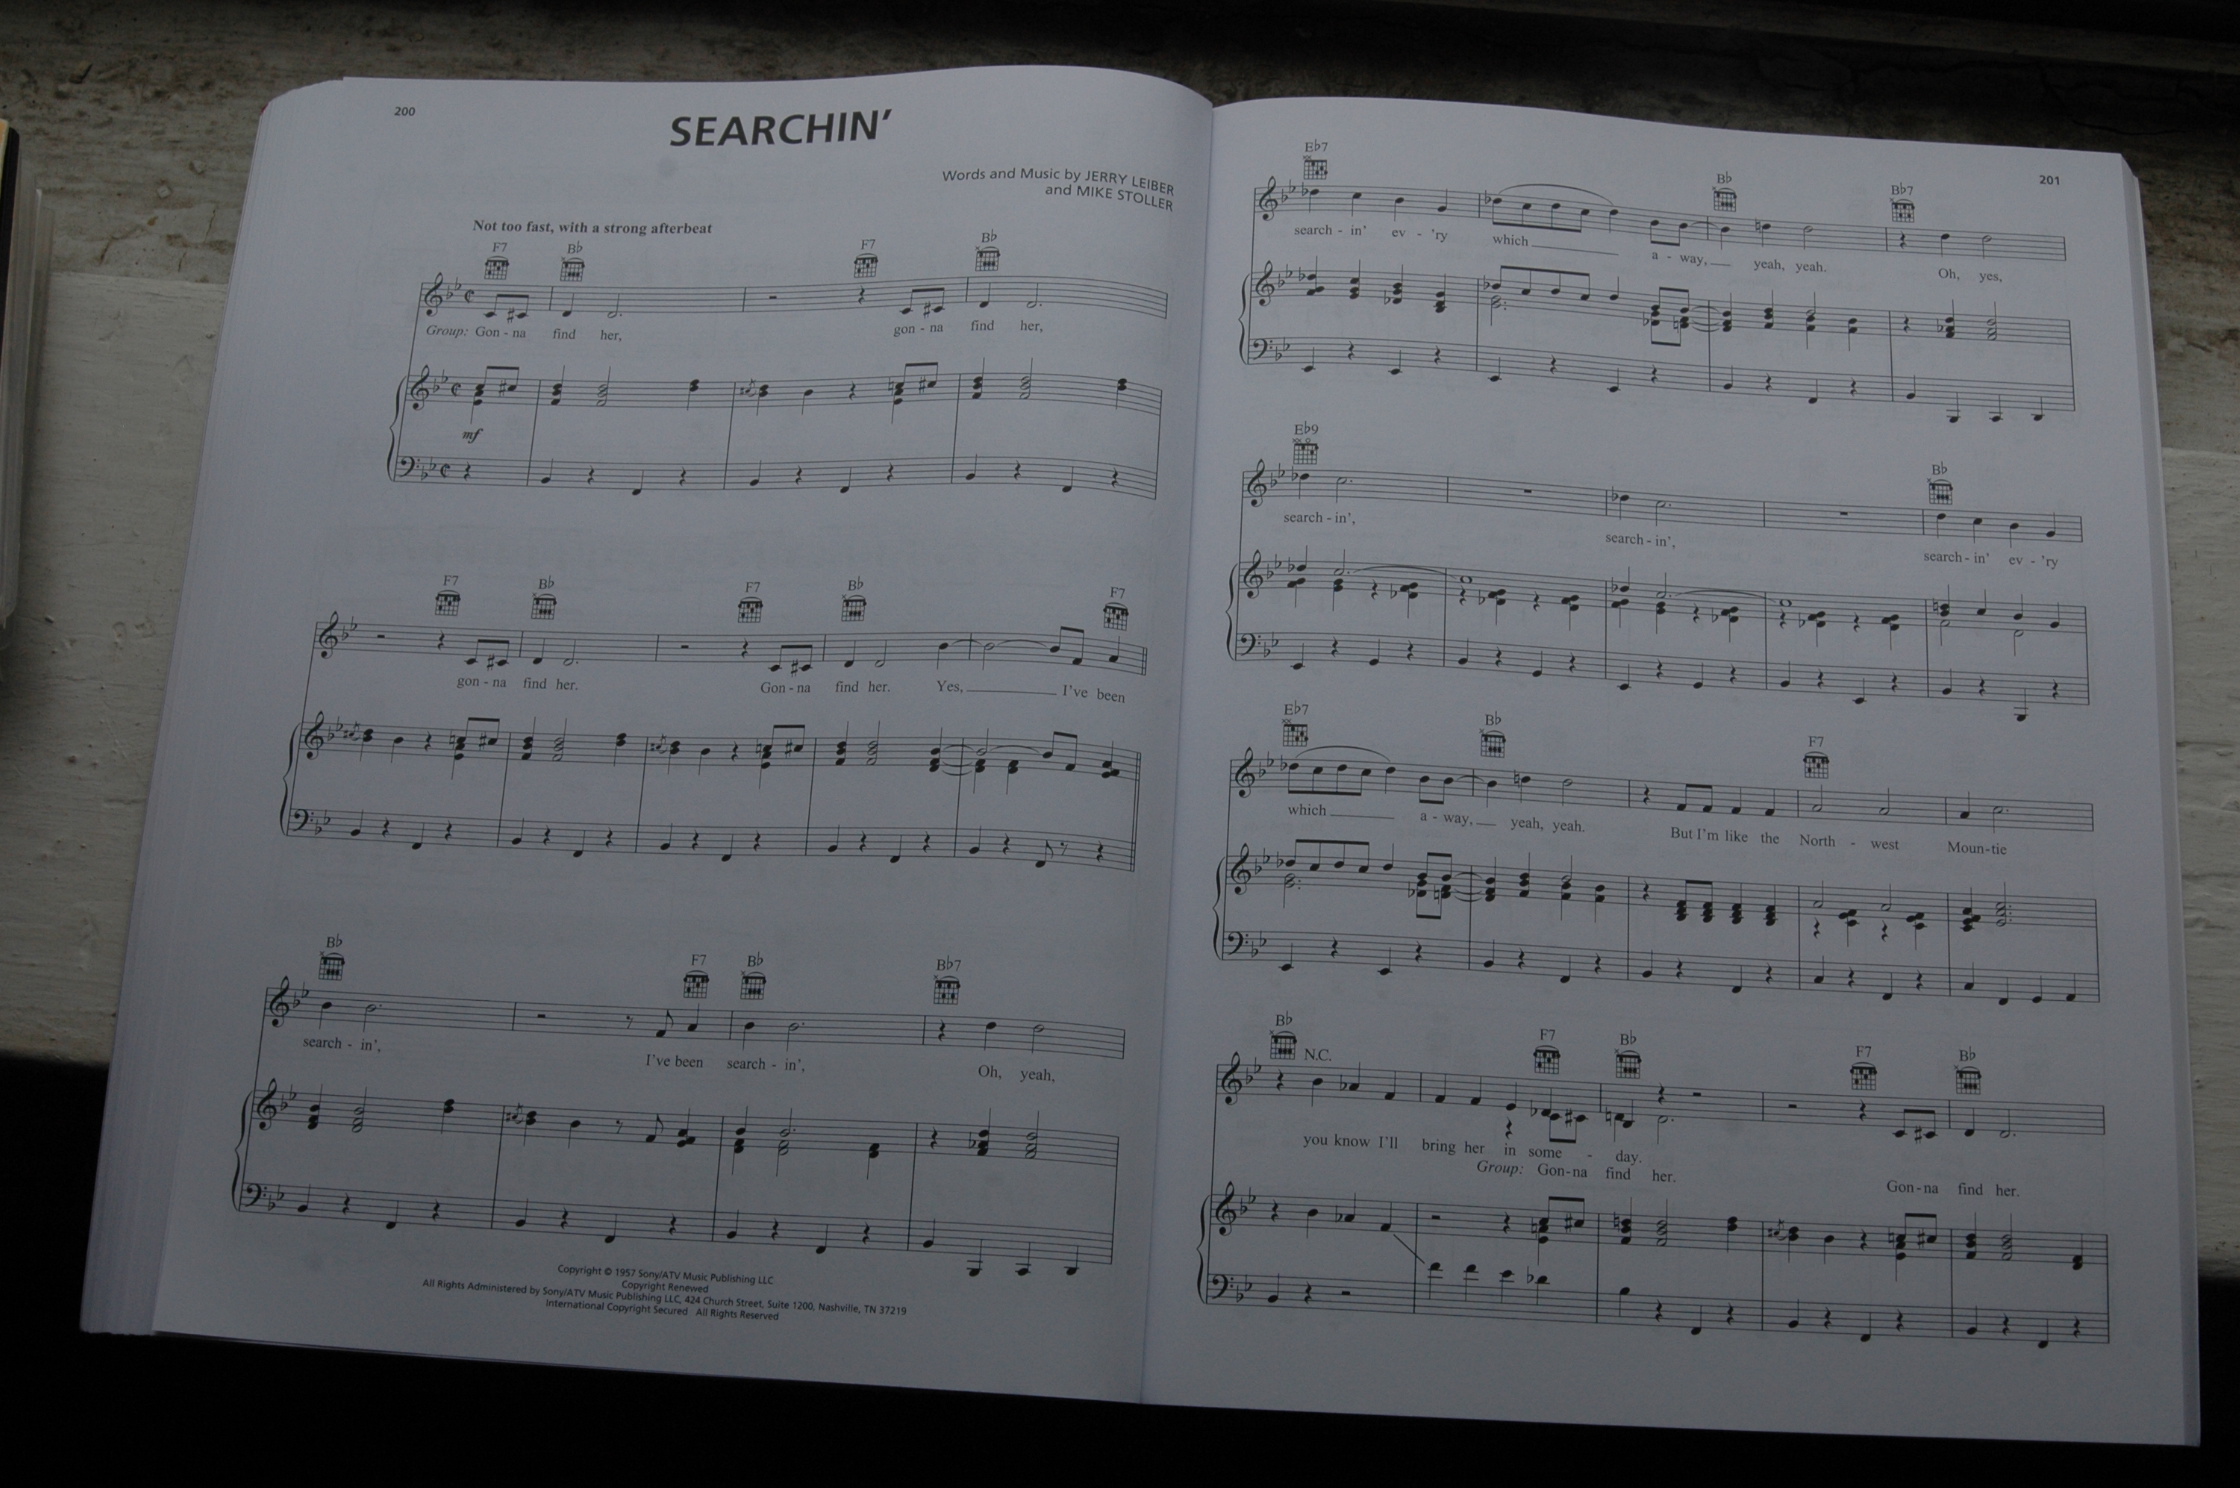 200
SEARCHIN'
Words and Music by JERRY LEIBER
and MIKE STOLLER
Not too fast, with a strong afterbeat
F7 B♭ F7 B♭
Group: Gon - na find her, gon - na find her,
mf
F7 B♭ F7 B♭ F7
gon - na find her. Gon - na find her. Yes, I've been
B♭ F7 B♭ B♭7
search - in', I've been search - in', Oh, yeah,
Copyright © 1957 Sony/ATV Music Publishing LLC
Copyright Renewed
All Rights Administered by Sony/ATV Music Publishing LLC, 424 Church Street, Suite 1200, Nashville, TN 37219
International Copyright Secured All Rights Reserved
201
E♭7 B♭ B♭7
search - in' ev - 'ry which a - way, yeah, yeah. Oh, yes,
E♭9 B♭
search - in', search - in', search - in' ev - 'ry
E♭7 B♭ F7
which a - way, yeah, yeah. But I'm like the North - west Moun - tie
B♭ N.C. F7 B♭ F7 B♭
you know I'll bring her in some - day.
Group: Gon - na find her. Gon - na find her.